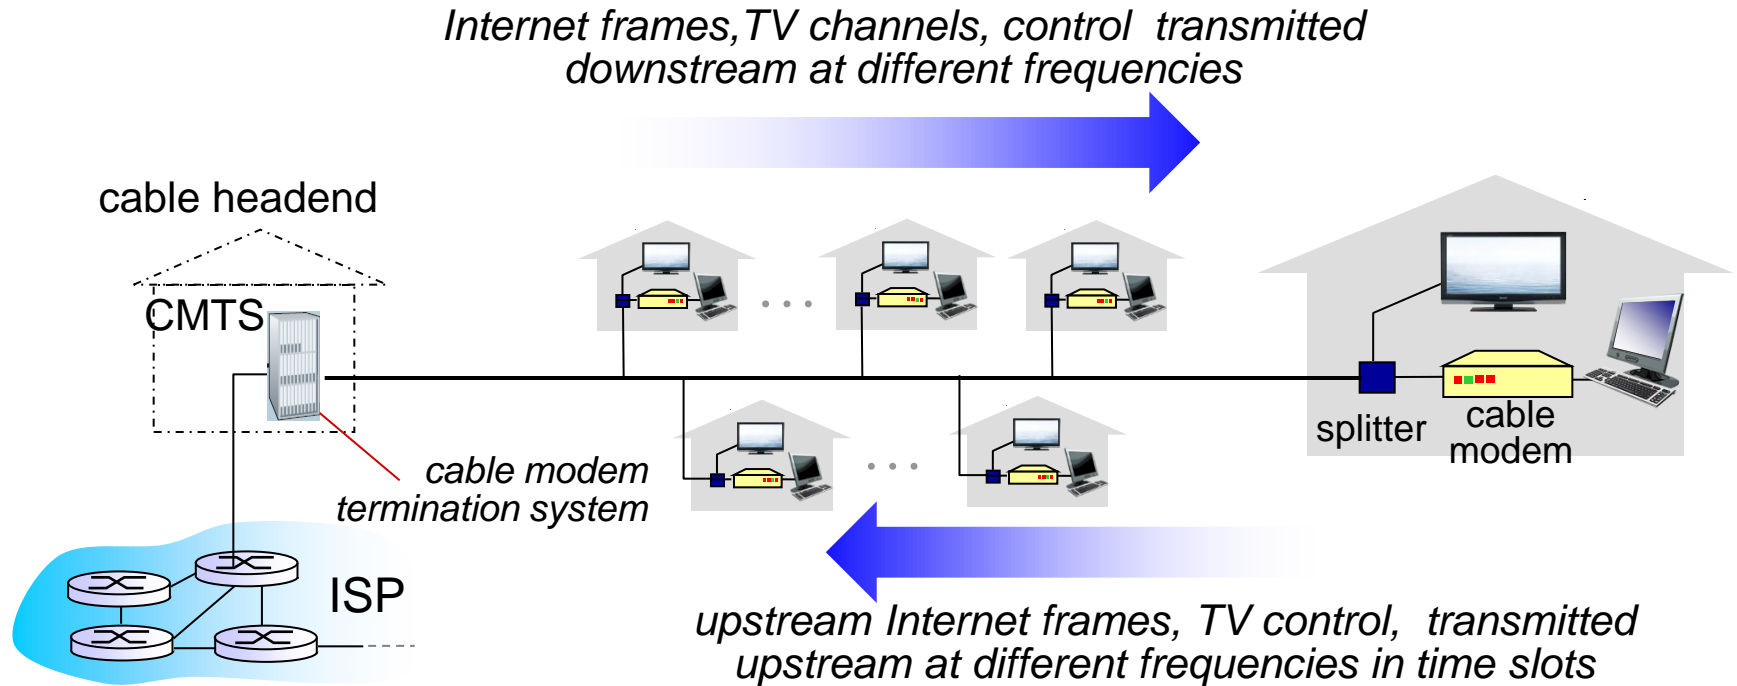 Internet frames,TV channels, control transmitted
downstream at different frequencies
cable headend
CMTS
splitter
cable
modem
cable modem
termination system
ISP
upstream Internet frames, TV control, transmitted
upstream at different frequencies in time slots